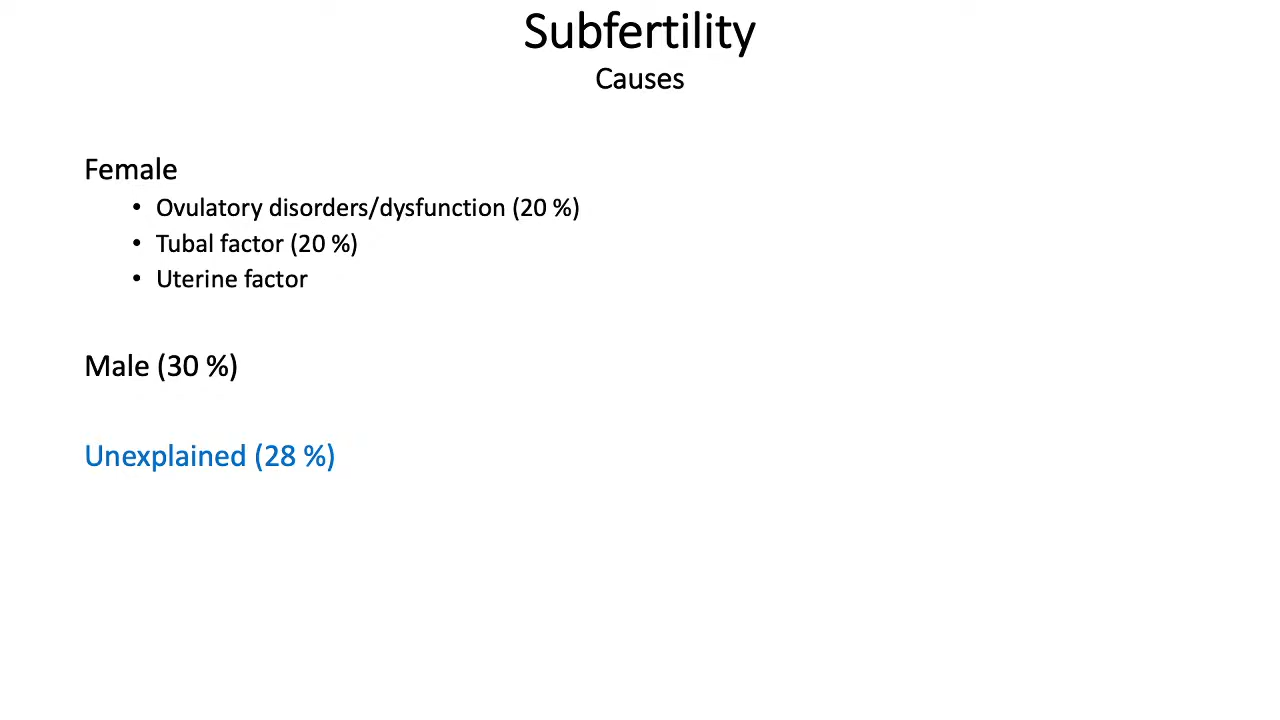 Subfertility
Causes
Female
• Ovulatory disorders/dysfunction (20 %)
• Tubal factor (20 %)
• Uterine factor
Male (30 %)
Unexplained (28 %)